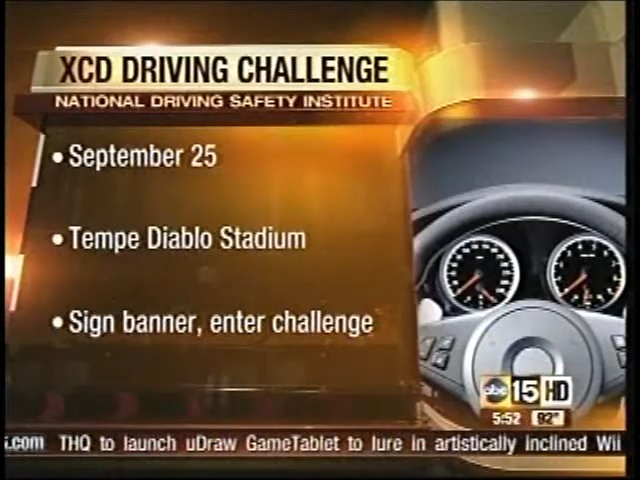 XCD DRIVING CHALLENGE
NATIONAL DRIVING SAFETY INSTITUTE
• September 25
• Tempe Diablo Stadium
• Sign banner, enter challenge
abc 15 HD
5:52 92°
s.com THQ to launch uDraw GameTablet to lure in artistically inclined Wii